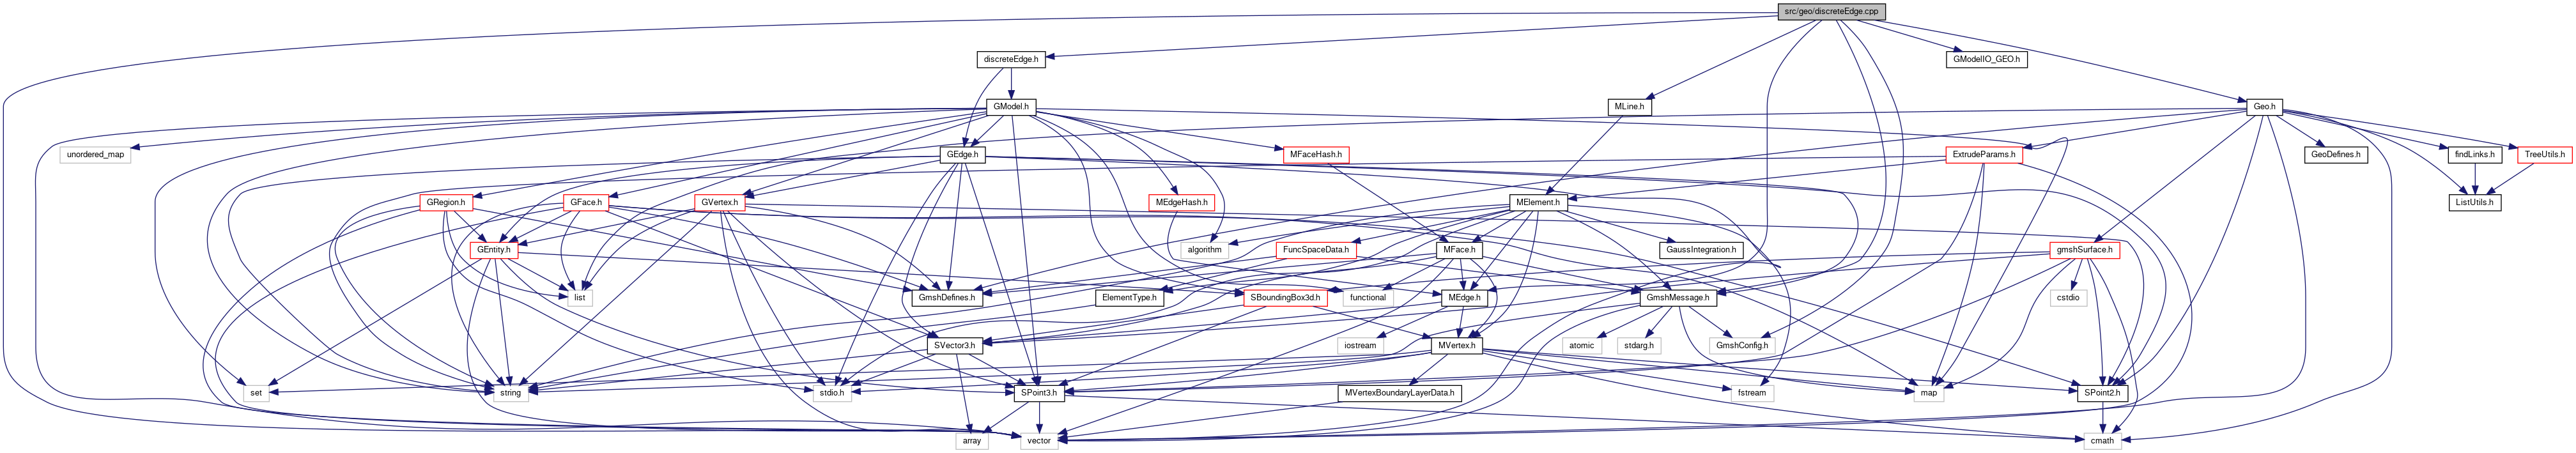 src/geo/discreteEdge.cpp
discreteEdge.h
GModelIO_GEO.h
GModel.h
MLine.h
Geo.h
unordered_map
GEdge.h
MFaceHash.h
ExtrudeParams.h
GeoDefines.h
findLinks.h
TreeUtils.h
GRegion.h
GFace.h
GVertex.h
MEdgeHash.h
MElement.h
ListUtils.h
GEntity.h
algorithm
FuncSpaceData.h
MFace.h
GaussIntegration.h
gmshSurface.h
list
GmshDefines.h
ElementType.h
SBoundingBox3d.h
functional
MEdge.h
GmshMessage.h
cstdio
SVector3.h
iostream
MVertex.h
atomic
stdarg.h
GmshConfig.h
set
string
stdio.h
SPoint3.h
MVertexBoundaryLayerData.h
fstream
map
SPoint2.h
array
vector
cmath